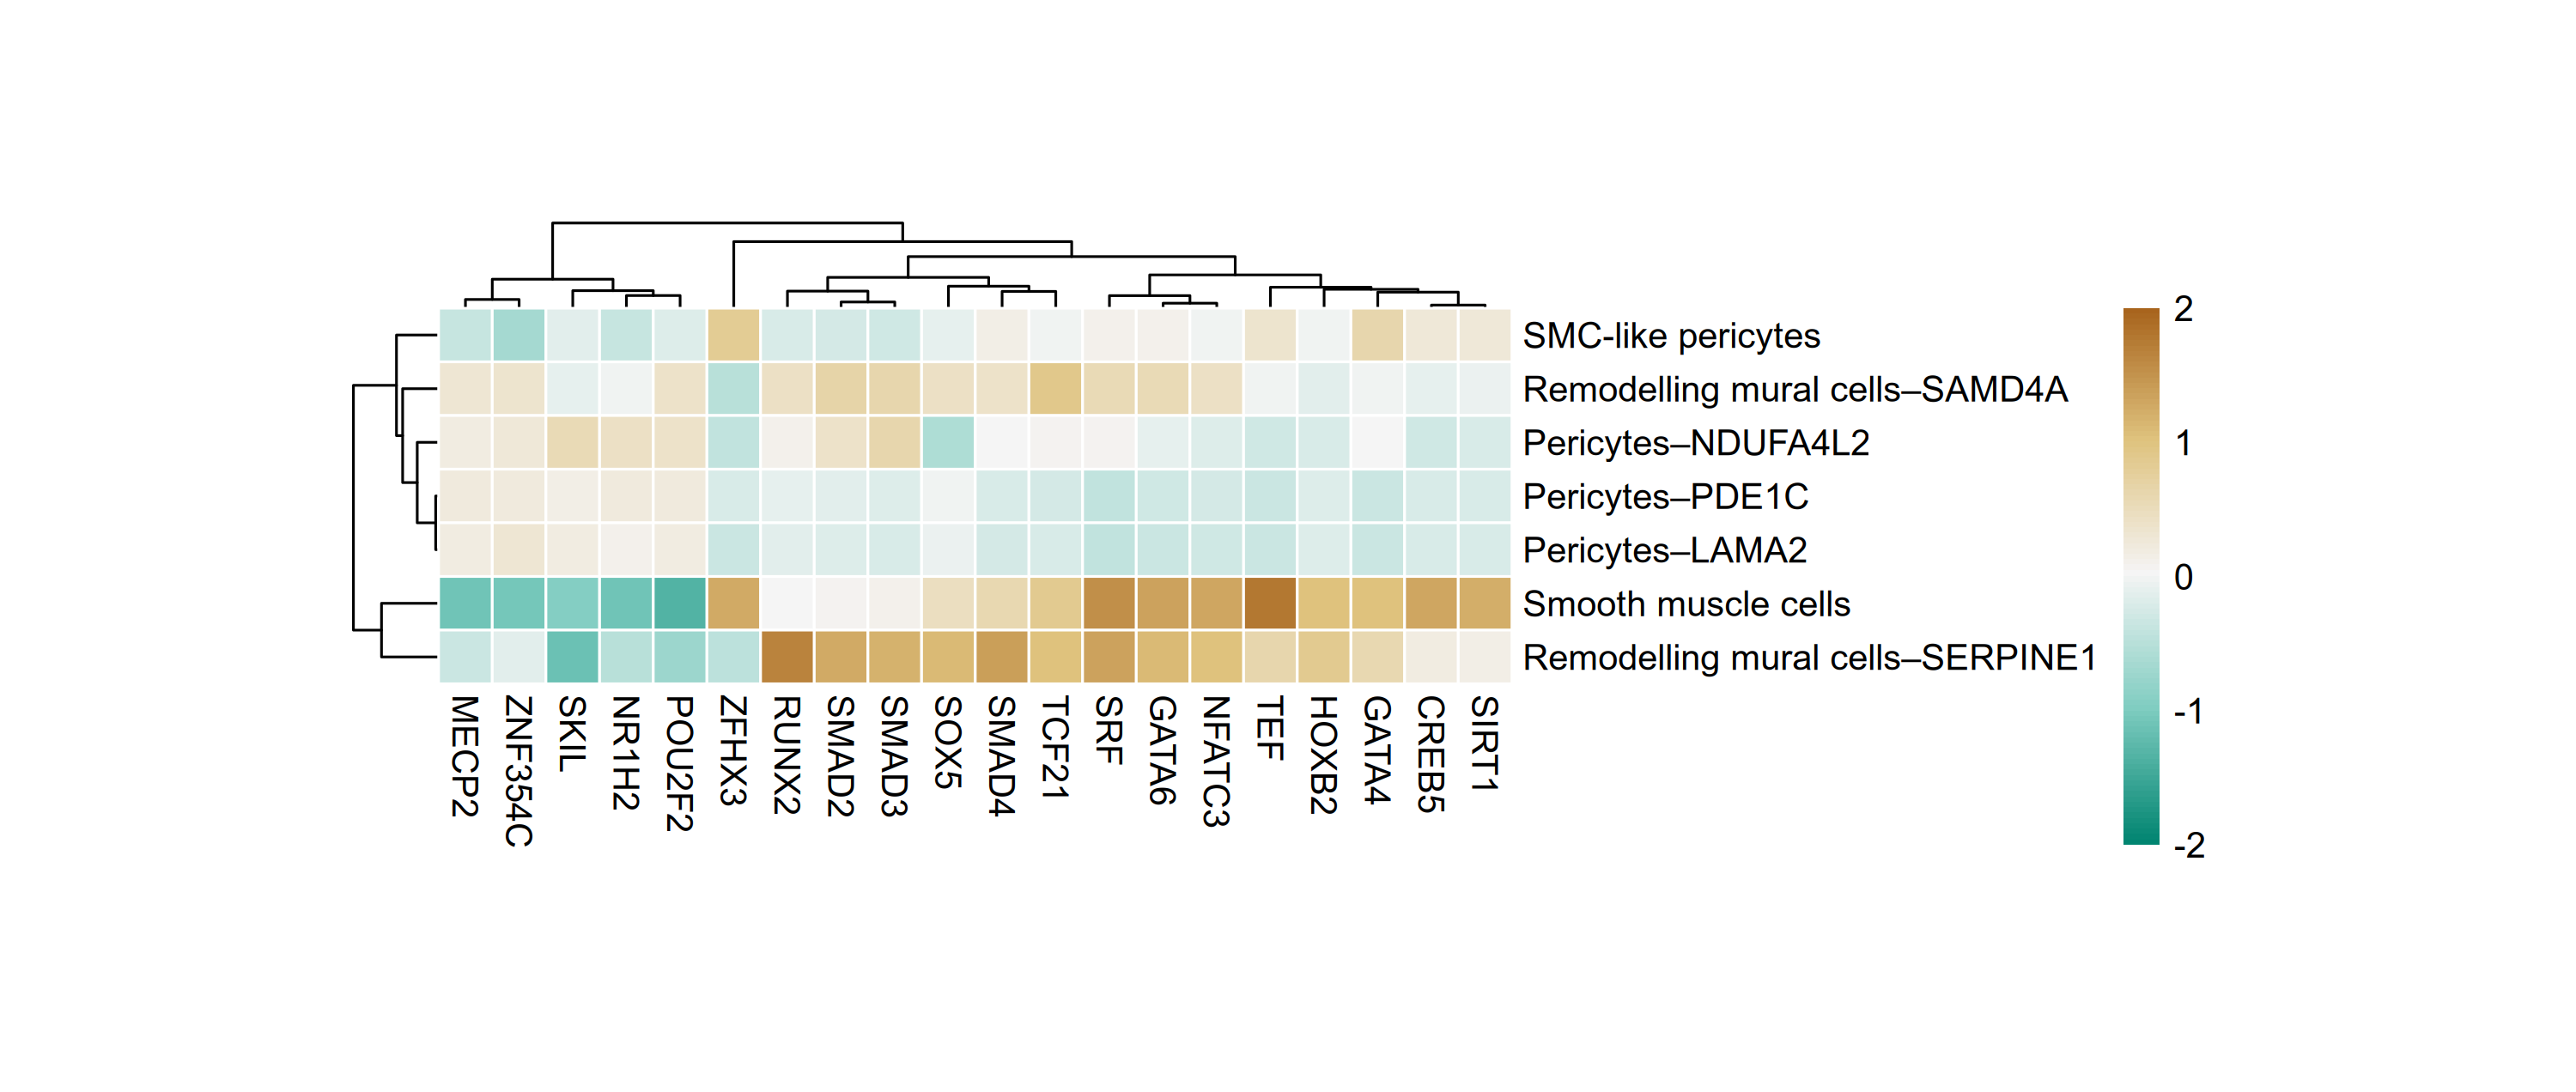 SMC-like pericytes
Remodelling mural cells–SAMD4A
Pericytes–NDUFA4L2
Pericytes–PDE1C
Pericytes–LAMA2
Smooth muscle cells
Remodelling mural cells–SERPINE1
MECP2
ZNF354C
SKIL
NR1H2
POU2F2
ZFHX3
RUNX2
SMAD2
SMAD3
SOX5
SMAD4
TCF21
SRF
GATA6
NFATC3
TEF
HOXB2
GATA4
CREB5
SIRT1
2
1
0
-1
-2